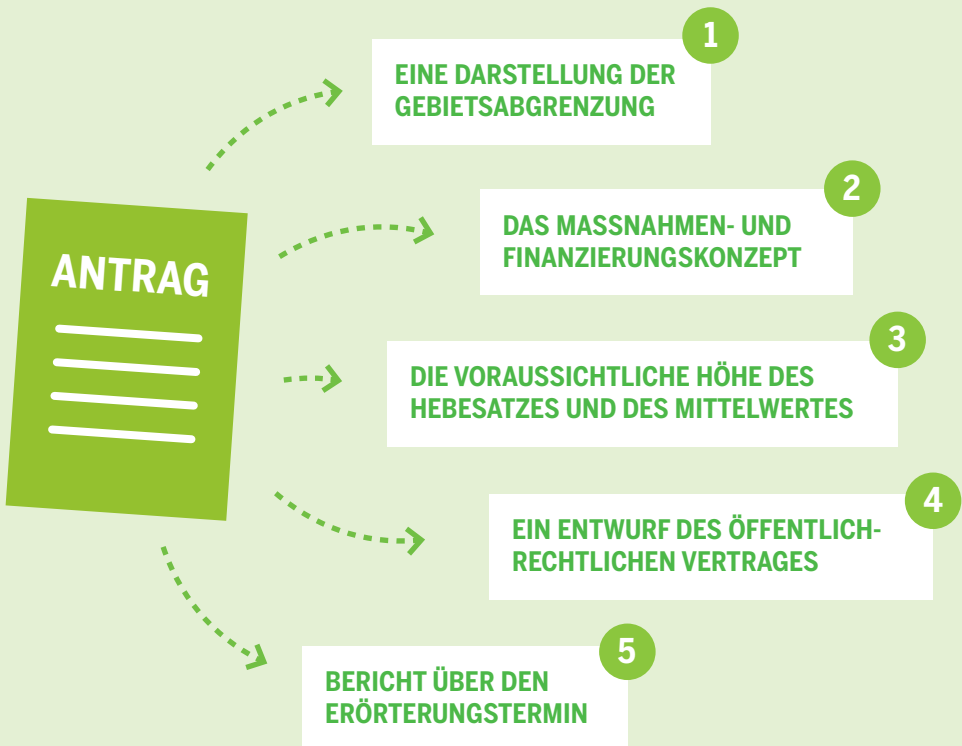 1
EINE DARSTELLUNG DER
GEBIETSABGRENZUNG
2
DAS MASSNAHMEN- UND
FINANZIERUNGSKONZEPT
ANTRAG
3
DIE VORAUSSICHTLICHE HÖHE DES
HEBESATZES UND DES MITTELWERTES
4
EIN ENTWURF DES ÖFFENTLICH-
RECHTLICHEN VERTRAGES
5
BERICHT ÜBER DEN
ERÖRTERUNGSTERMIN